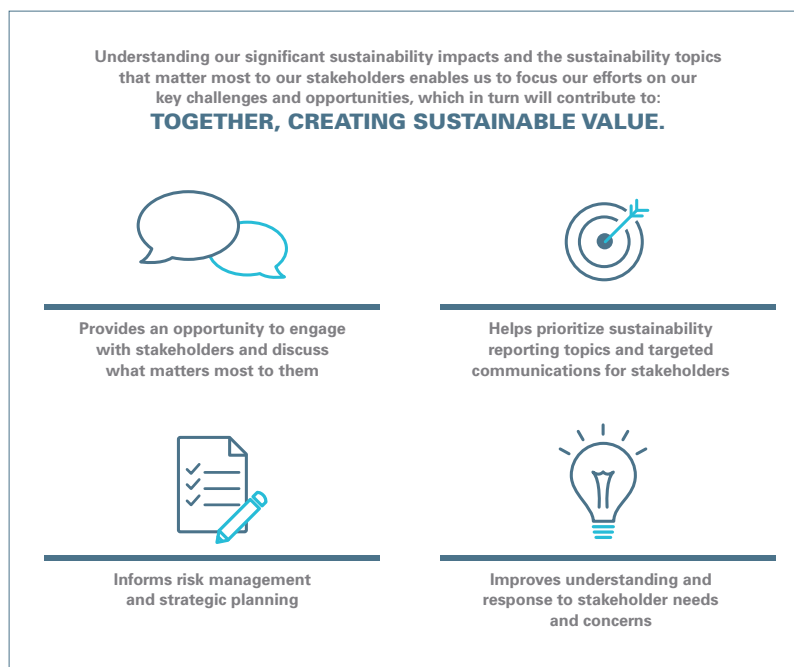 Understanding our significant sustainability impacts and the sustainability topics
that matter most to our stakeholders enables us to focus our efforts on our
key challenges and opportunities, which in turn will contribute to:
TOGETHER, CREATING SUSTAINABLE VALUE.
Provides an opportunity to engage
with stakeholders and discuss
what matters most to them
Helps prioritize sustainability
reporting topics and targeted
communications for stakeholders
Informs risk management
and strategic planning
Improves understanding and
response to stakeholder needs
and concerns